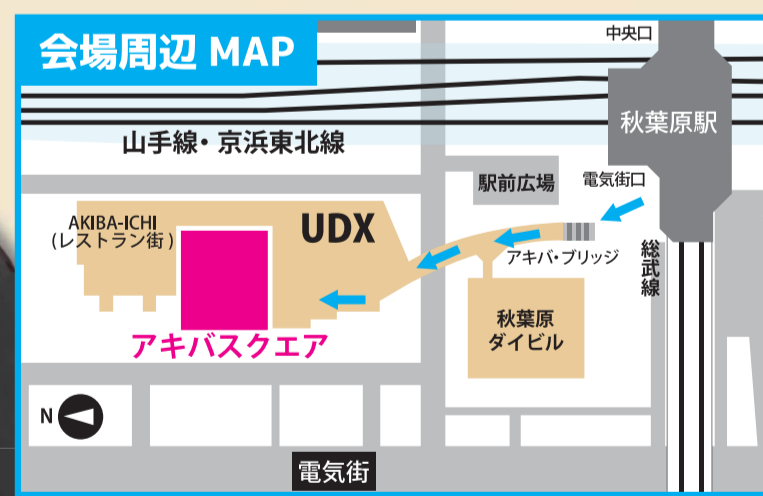 会場周辺 MAP
中央口
秋葉原駅
山手線・京浜東北線
駅前広場
電気街口
AKIBA-ICHI
(レストラン街)
UDX
アキバ・ブリッジ
総武線
秋葉原
ダイビル
アキバスクエア
N
電気街